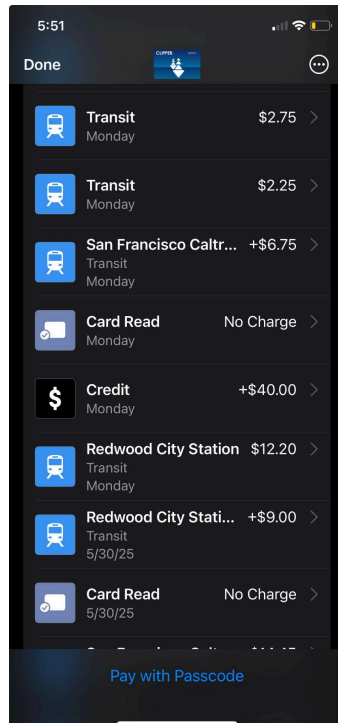 5:51
Done
CLIPPER
Transit $2.75
Monday
Transit $2.25
Monday
San Francisco Caltr... +$6.75
Transit
Monday
Card Read No Charge
Monday
$ Credit +$40.00
Monday
Redwood City Station $12.20
Transit
Monday
Redwood City Stati... +$9.00
Transit
5/30/25
Card Read No Charge
5/30/25
Pay with Passcode